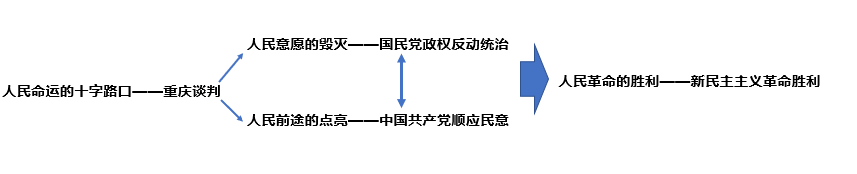 人民意愿的毁灭——国民党政权反动统治
人民命运的十字路口——重庆谈判
人民革命的胜利——新民主主义革命胜利
人民前途的点亮——中国共产党顺应民意